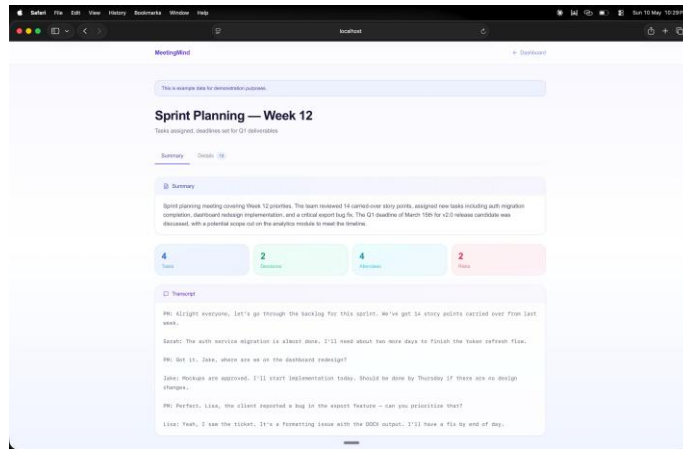 Safari File Edit View History Bookmarks Window Help
Sun 10 May 10:29
localhost
MeetingMind
← Dashboard
This is example data for demonstration purposes.
Sprint Planning — Week 12
Tasks assigned, deadlines set for Q1 deliverables
Summary Details
Summary
Sprint planning meeting covering Week 12 priorities. The team reviewed 14 carried-over story points, assigned new tasks including auth migration
completion, dashboard redesign implementation, and a critical export bug fix. The Q1 deadline of March 15th for v2.0 release candidate was
discussed, with a potential scope cut on the analytics module to meet the timeline.
4 2 4 2
Tasks Decisions Attendees Risks
Transcript
PM: Alright everyone, let's go through the backlog for this sprint. We've got 14 story points carried over from last
week.
Sarah: The auth service migration is almost done. I'll need about two more days to finish the token refresh flow.
PM: Got it. Jake, where are we on the dashboard redesign?
Jake: Mockups are approved. I'll start implementation today. Should be done by Thursday if there are no design
changes.
PM: Perfect. Lisa, the client reported a bug in the export feature — can you prioritize that?
Lisa: Yeah, I saw the ticket. It's a formatting issue with the DOCX output. I'll have a fix by end of day.